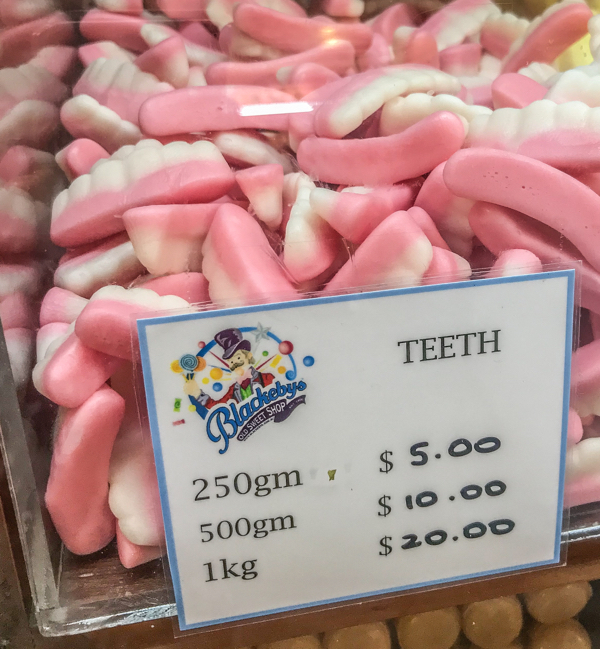 Blackebys
OLD SWEET SHOP
TEETH
250gm $ 5.00
500gm $ 10.00
1kg $ 20.00